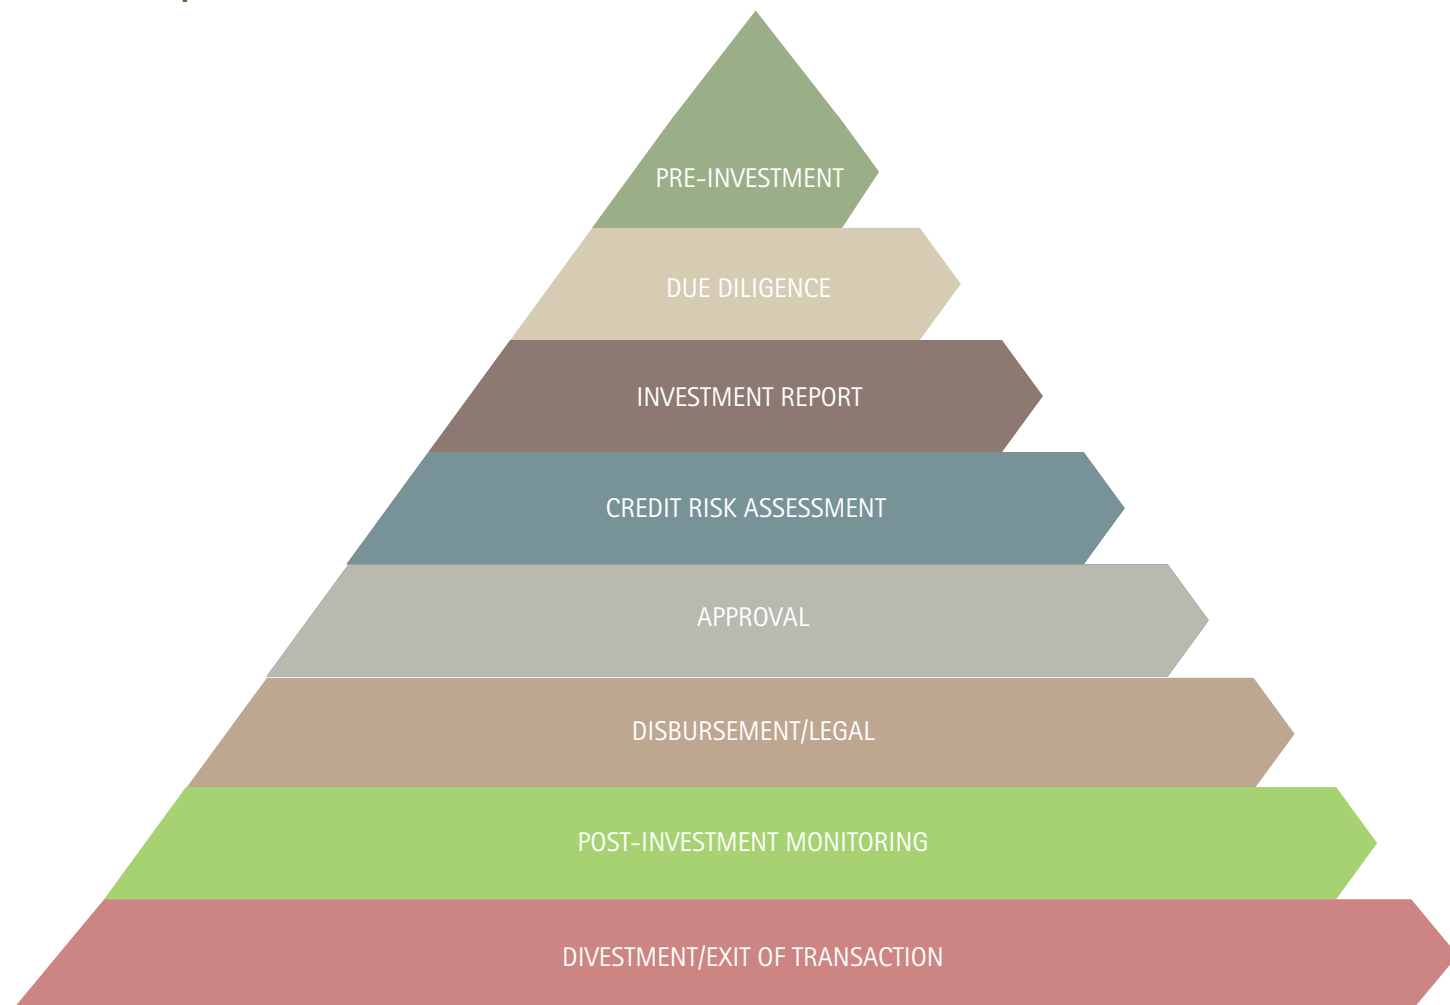 PRE-INVESTMENT
DUE DILIGENCE
INVESTMENT REPORT
CREDIT RISK ASSESSMENT
APPROVAL
DISBURSEMENT/LEGAL
POST-INVESTMENT MONITORING
DIVESTMENT/EXIT OF TRANSACTION